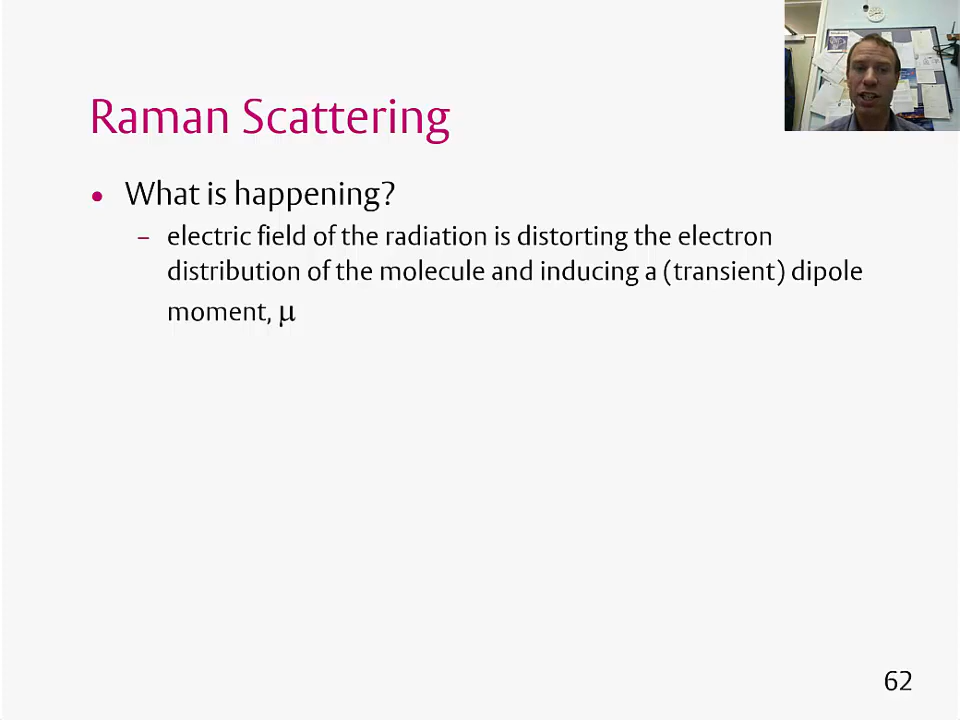 Raman Scattering
• What is happening?
– electric field of the radiation is distorting the electron
distribution of the molecule and inducing a (transient) dipole
moment, μ
62